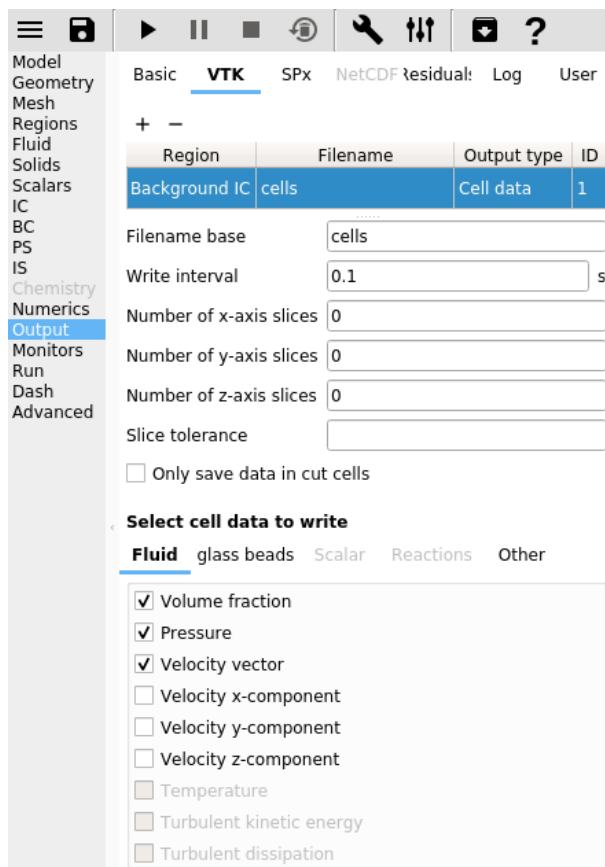 Model
Geometry
Mesh
Regions
Fluid
Solids
Scalars
IC
BC
PS
IS
Chemistry
Numerics
Output
Monitors
Run
Dash
Advanced
Basic VTK SPx NetCDF Residuals Log User
+ −
Region Filename Output type ID
Background IC cells Cell data 1
Filename base cells
Write interval 0.1 s
Number of x-axis slices 0
Number of y-axis slices 0
Number of z-axis slices 0
Slice tolerance
Only save data in cut cells
Select cell data to write
Fluid glass beads Scalar Reactions Other
Volume fraction
Pressure
Velocity vector
Velocity x-component
Velocity y-component
Velocity z-component
Temperature
Turbulent kinetic energy
Turbulent dissipation